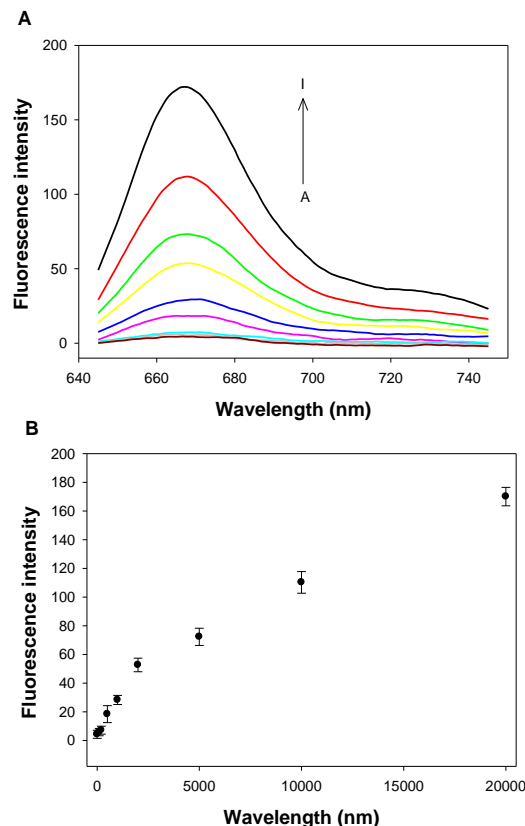 A
200
150
100
50
0
Fluorescence intensity
I
A
640 660 680 700 720 740
Wavelength (nm)
B
200
180
160
140
120
100
80
60
40
20
0
Fluorescence intensity
0 5000 10000 15000 20000
Wavelength (nm)